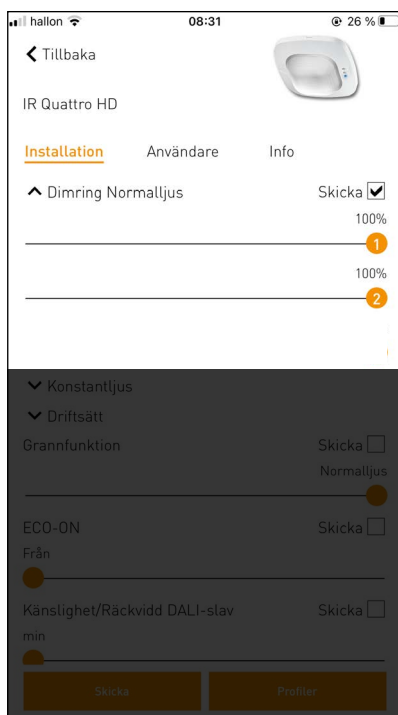 hallon 08:31 26 %
Tillbaka
IR Quattro HD
Installation Användare Info
Dimring Normalljus Skicka
100%
1
100%
2
Konstantljus
Driftsätt
Grannfunktion Skicka
Normalljus
ECO-ON Skicka
Från
Känslighet/Räckvidd DALI-slav Skicka
min
Skicka Profiler